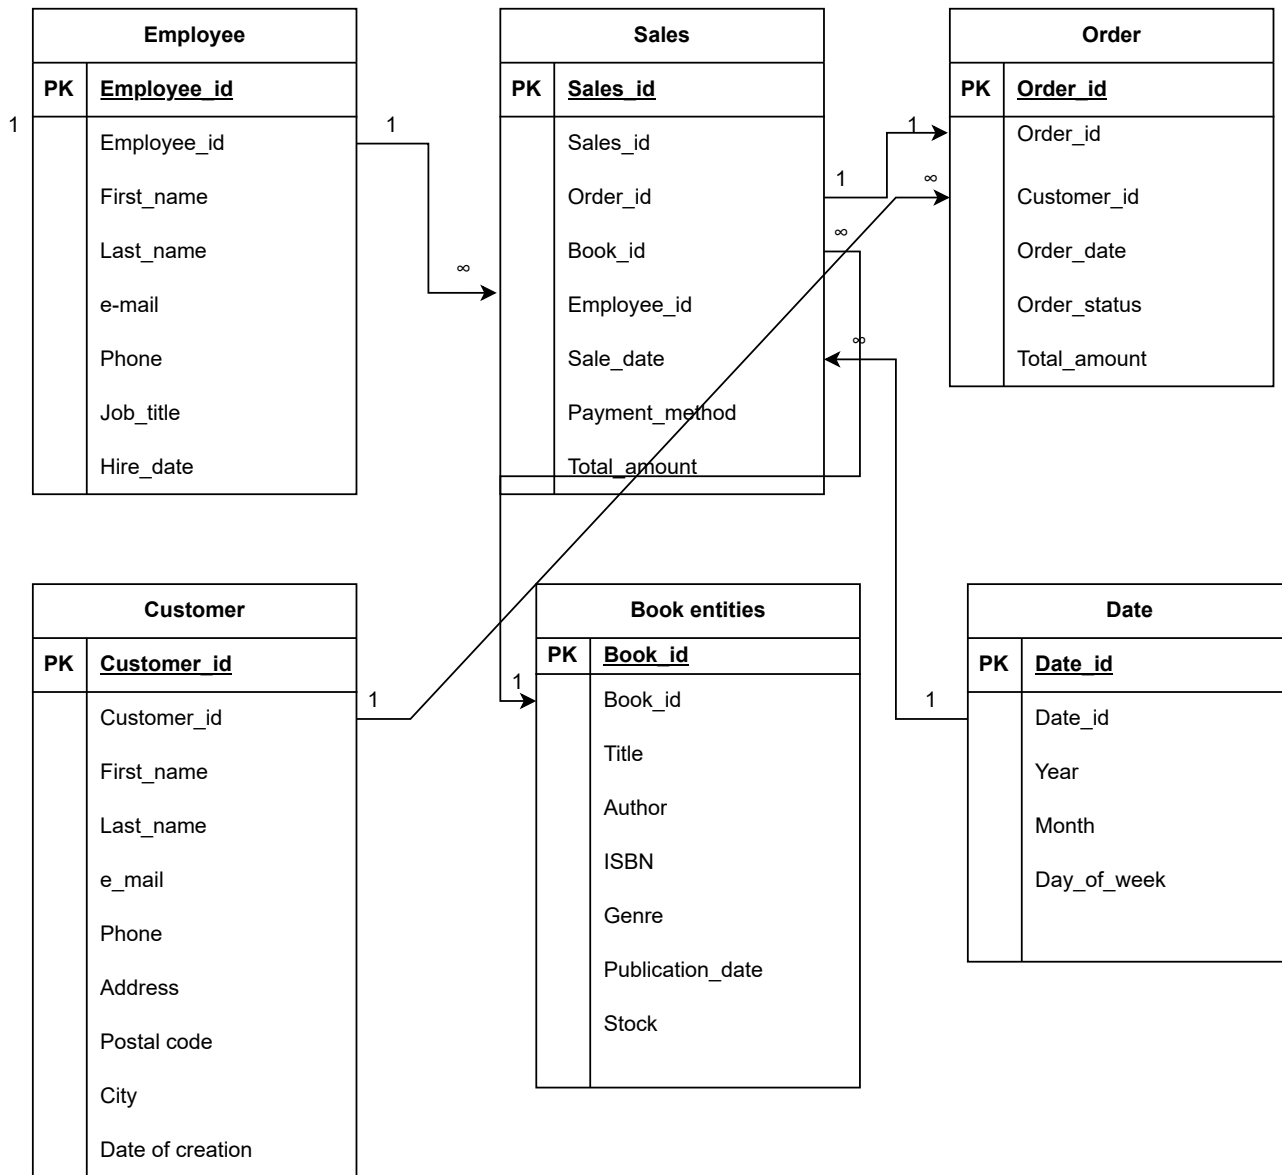 Employee
PK Employee_id
1
Employee_id
1
First_name
Last_name
∞
e-mail
Phone
Job_title
Hire_date
Sales
PK Sales_id
Sales_id
Order_id
1
Book_id
∞
Employee_id
Sale_date
∞
Payment_method
Total_amount
Order
PK Order_id
1
Order_id
∞
Customer_id
Order_date
Order_status
Total_amount
Customer
PK Customer_id
Customer_id
1
First_name
Last_name
e_mail
Phone
Address
Postal code
City
Date of creation
Book entities
PK Book_id
1
Book_id
Title
Author
ISBN
Genre
Publication_date
Stock
Date
PK Date_id
1
Date_id
Year
Month
Day_of_week